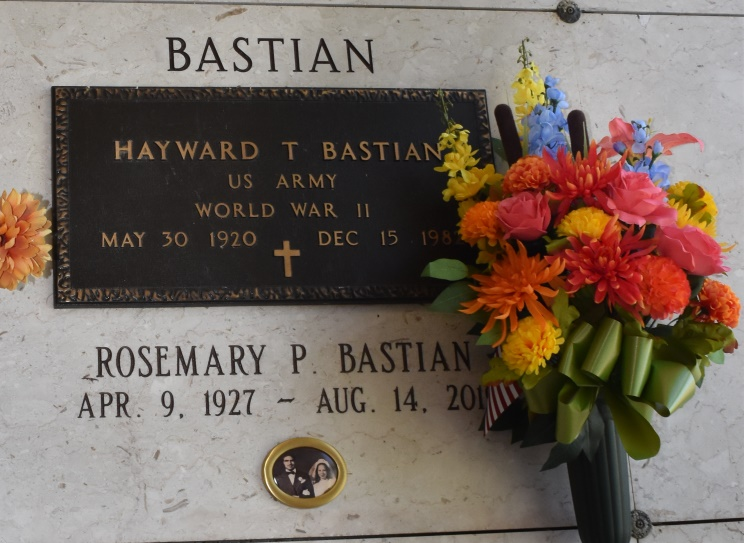 BASTIAN
HAYWARD T BASTIAN
US ARMY
WORLD WAR II
MAY 30 1920 DEC 15
ROSEMARY P. BASTIAN
APR. 9, 1927 ~ AUG. 14,